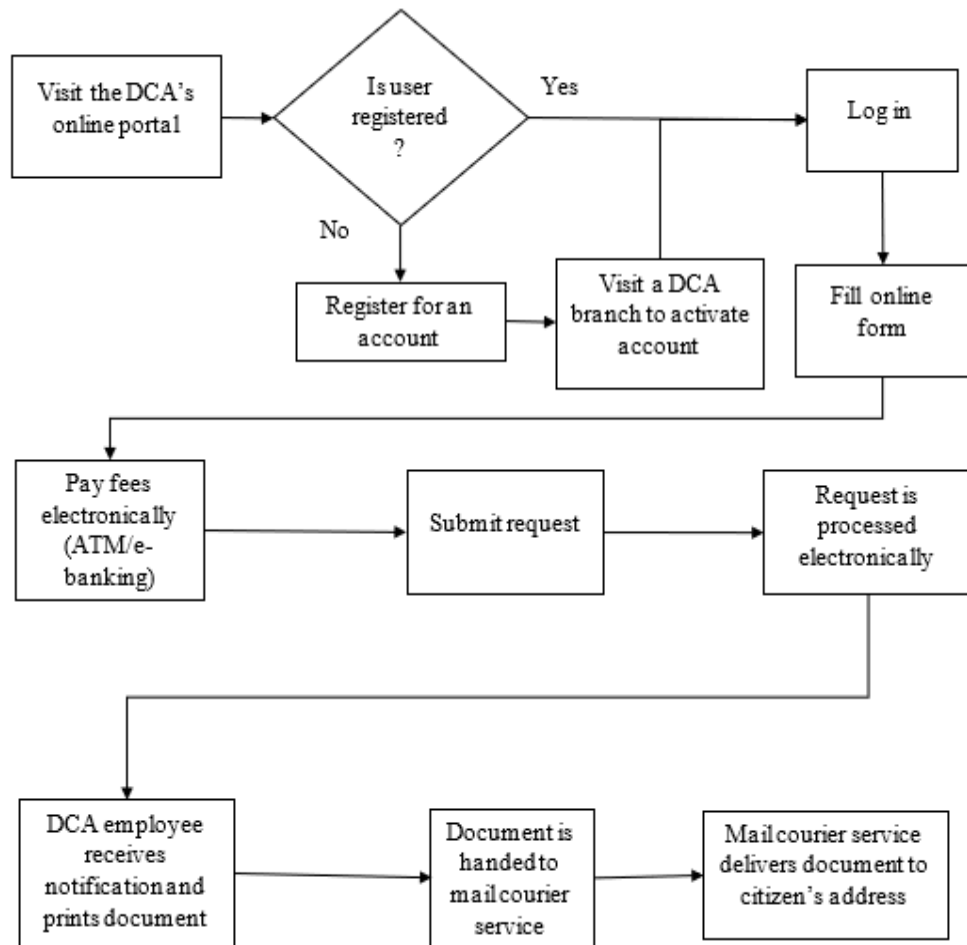 Visit the DCA's
online portal
Is user
registered
?
Yes
Log in
No
Register for an
account
Visit a DCA
branch to activate
account
Fill online
form
Pay fees
electronically
(ATM/e-
banking)
Submit request
Request is
processed
electronically
DCA employee
receives
notification and
prints document
Document is
handed to
mail courier
service
Mail courier service
delivers document to
citizen's address